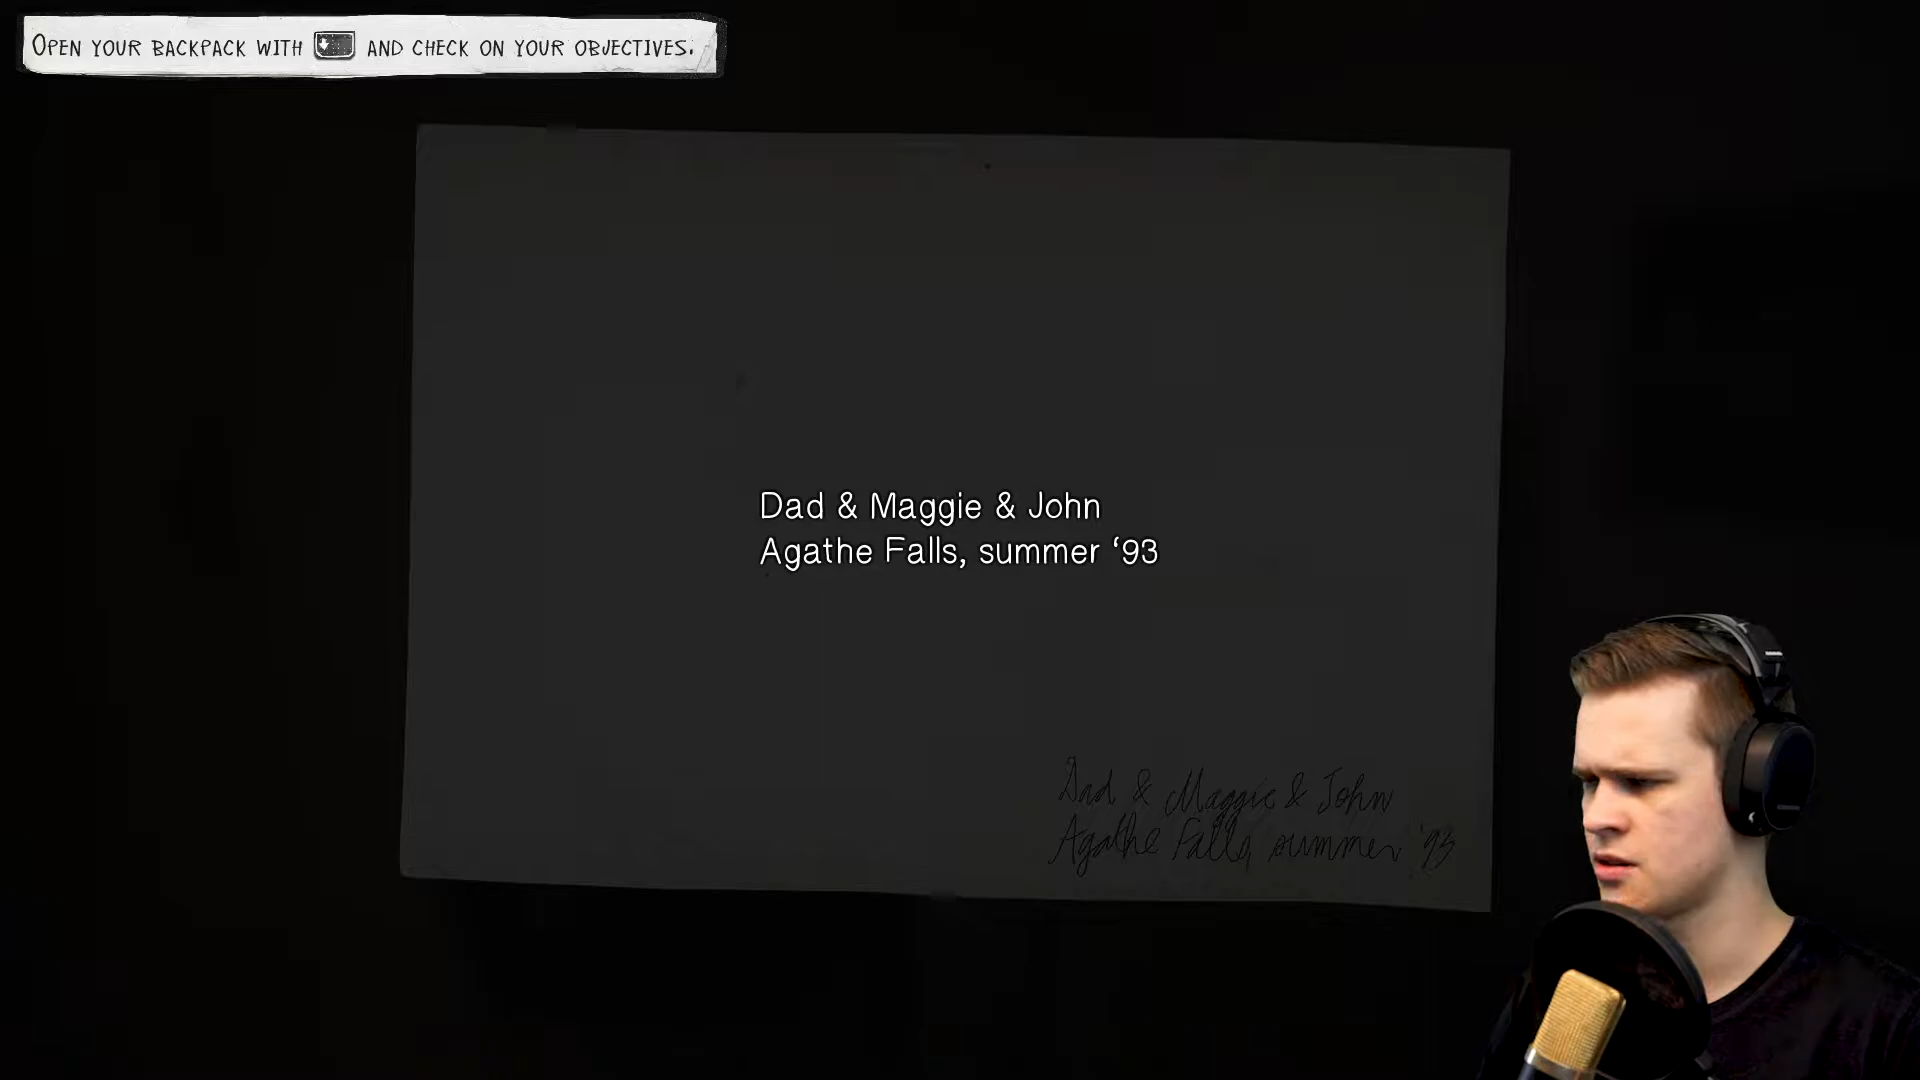 OPEN YOUR BACKPACK WITH AND CHECK ON YOUR OBJECTIVES.
Dad & Maggie & John
Agathe Falls, summer ‘93
Dad & Maggie & John
Agathe Falls, summer '93